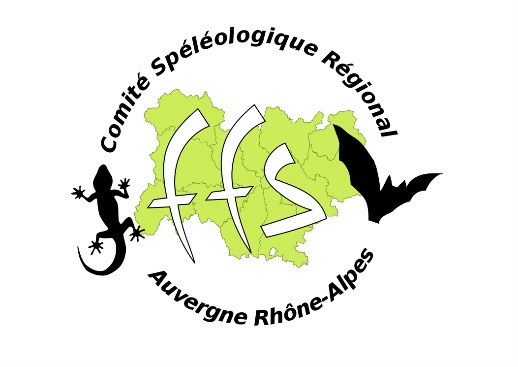 Comité Spéléologique Régional
ffs
Auvergne Rhône-Alpes